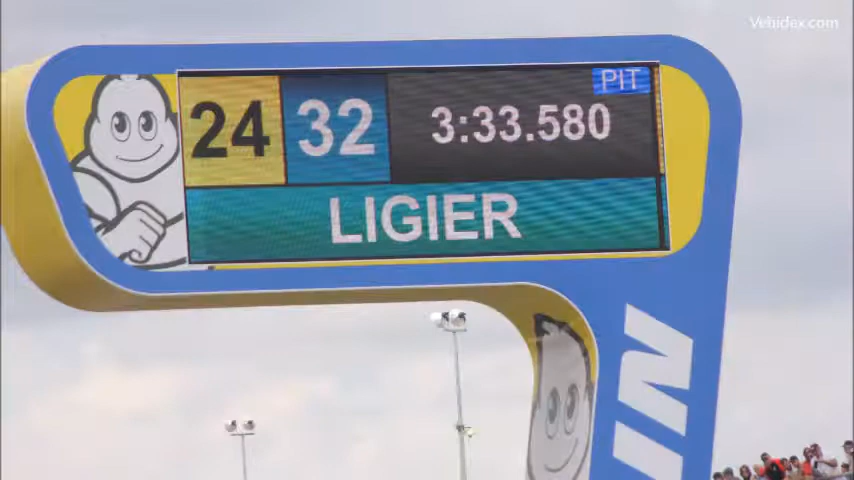 Vehidex.com
PIT
24 32 3:33.580
LIGIER
IN